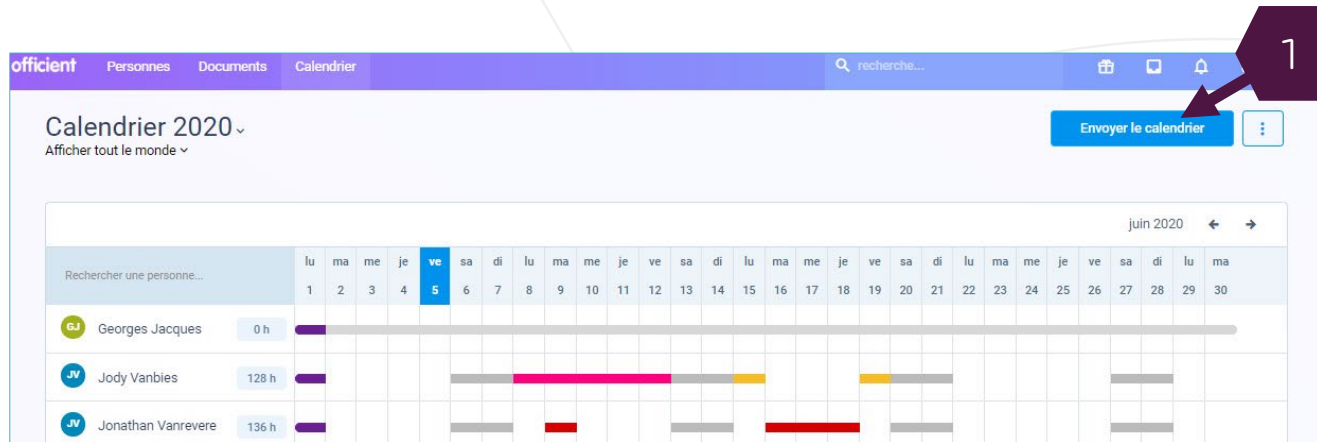 1
officient Personnes Documents Calendrier recherche...
Calendrier 2020
Envoyer le calendrier
Afficher tout le monde
juin 2020
Rechercher une personne...
lu ma me je ve sa di lu ma me je ve sa di lu ma me je ve sa di lu ma me je ve sa di lu ma
1 2 3 4 5 6 7 8 9 10 11 12 13 14 15 16 17 18 19 20 21 22 23 24 25 26 27 28 29 30
GJ Georges Jacques 0 h
JV Jody Vanbies 128 h
JV Jonathan Vanrevere 136 h